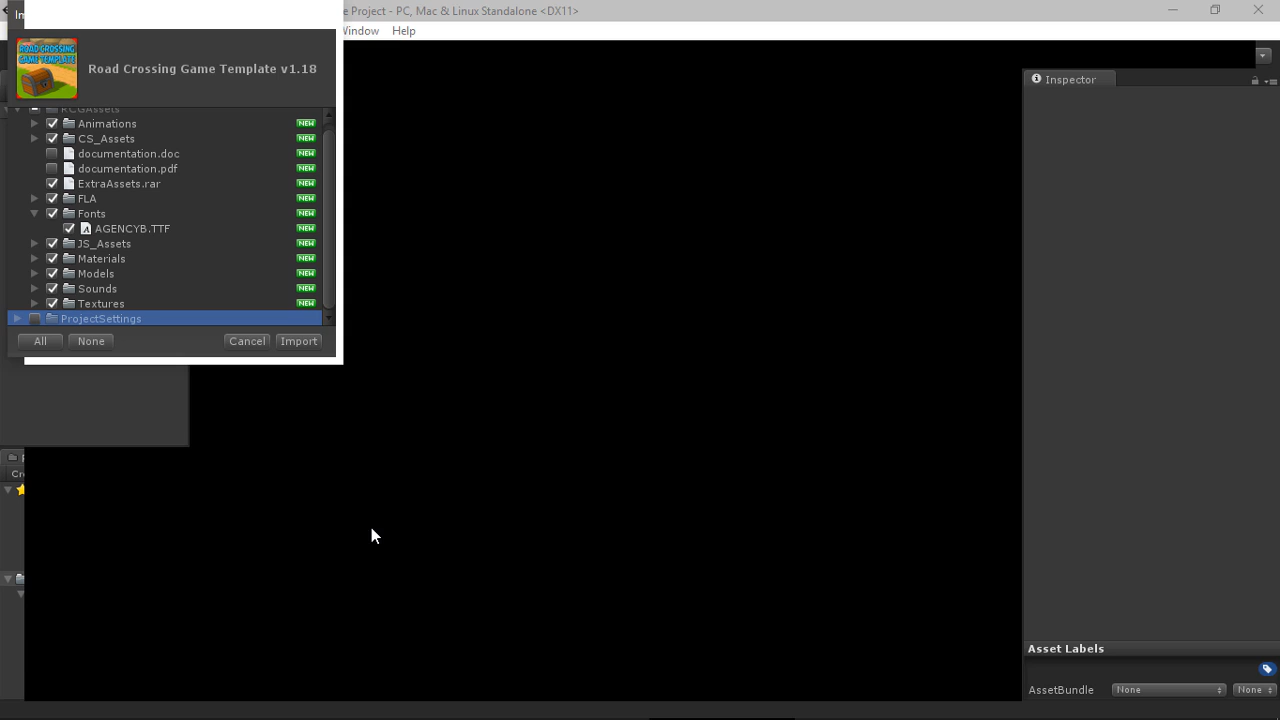 In
e Project - PC, Mac & Linux Standalone <DX11>
Window Help
ROAD CROSSING
GAME TEMPLATE
Road Crossing Game Template v1.18
Inspector
RCGAssets
Animations NEW
CS_Assets NEW
documentation.doc NEW
documentation.pdf NEW
ExtraAssets.rar NEW
FLA NEW
Fonts NEW
AGENCYB.TTF NEW
JS_Assets NEW
Materials NEW
Models NEW
Sounds NEW
Textures NEW
ProjectSettings
All None Cancel Import
Cr
Asset Labels
AssetBundle None None